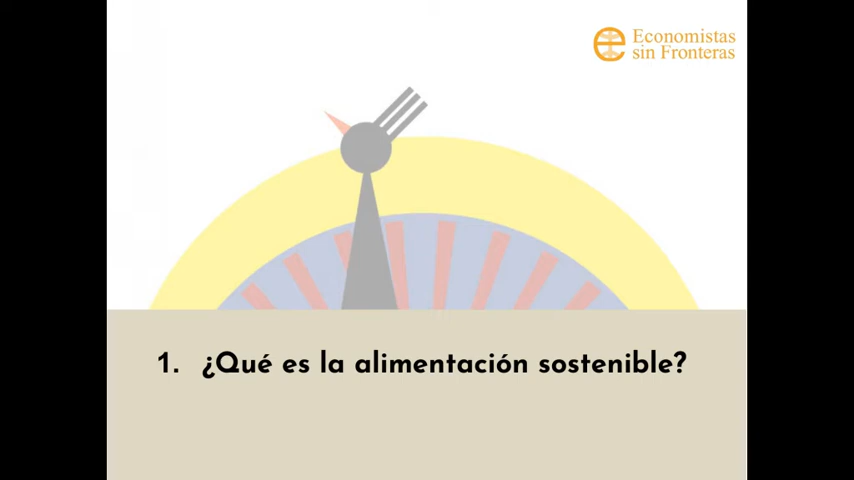 Economistas
sin Fronteras
1. ¿Qué es la alimentación sostenible?